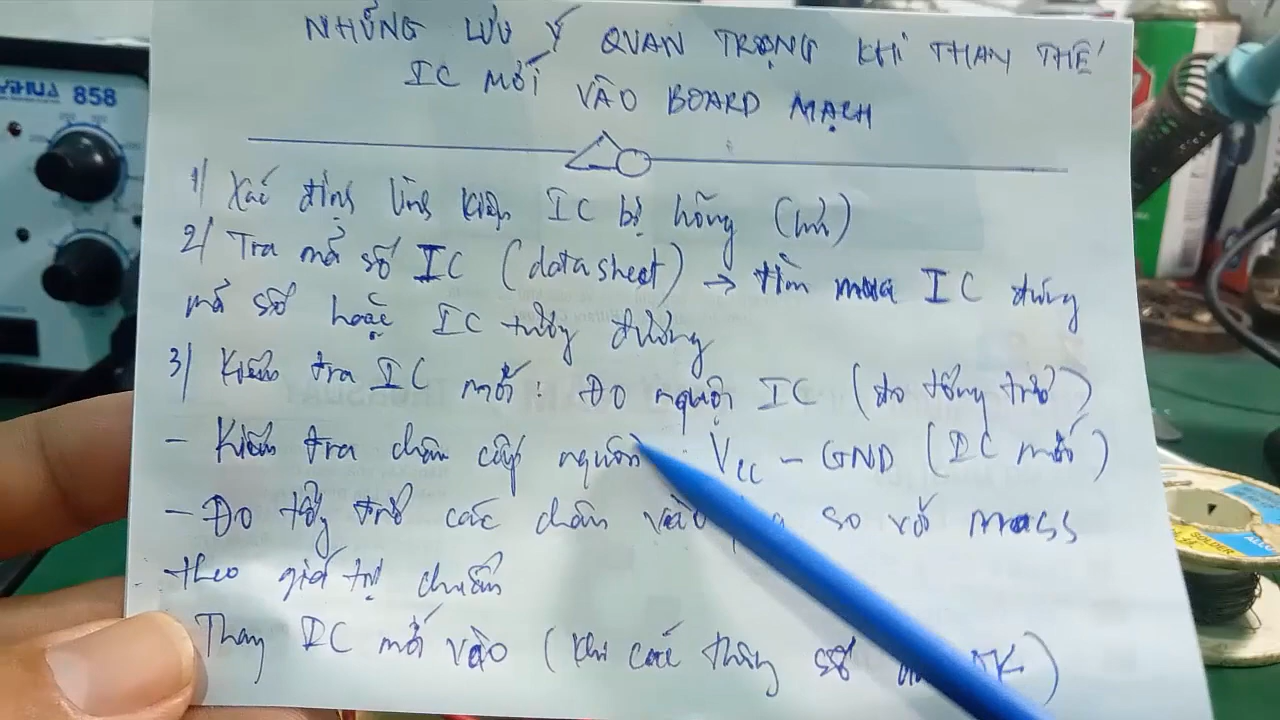 YIHUA 858
NHỮNG LƯU Ý QUAN TRỌNG KHI THAY THẾ
IC MỚI VÀO BOARD MẠCH
1/ Xác định linh kiện IC bị hỏng (hư)
2/ Tra mã số IC (datasheet) → tìm mua IC đúng
mã số hoặc IC tương đương
3/ Kiểm tra IC mới: Đo nguội IC (đo tổng trở)
- Kiểm tra chân cấp nguồn: Vcc - GND (IC mới)
- Đo tổng trở các chân vào so với mass
theo giá trị chuẩn
Thay IC mới vào (khi các thông số OK)
SOLDER